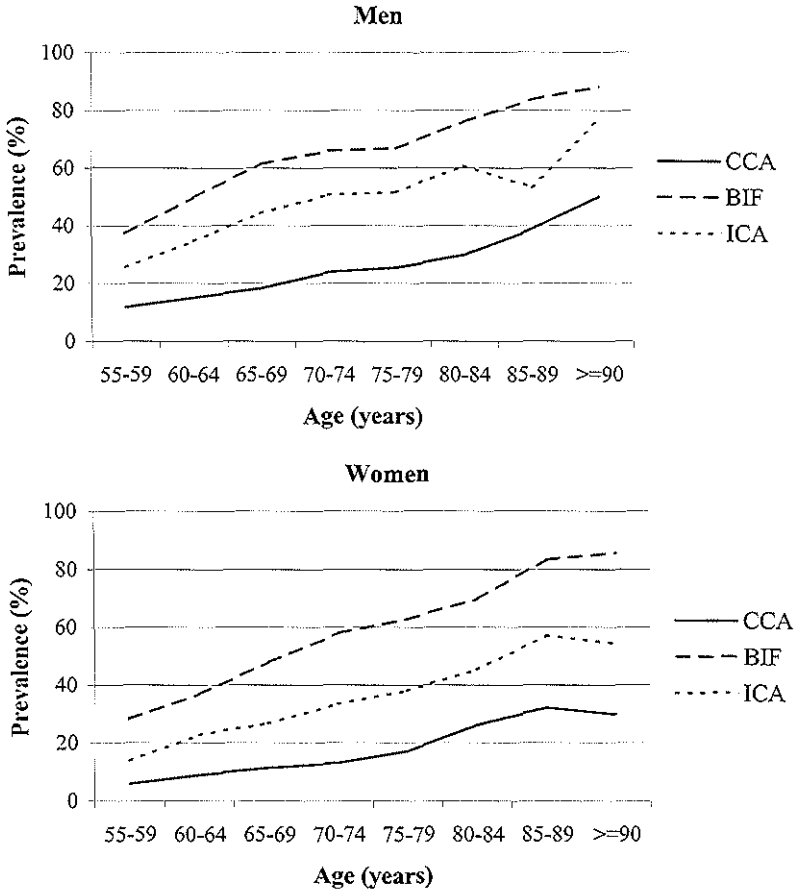 Men
100
80
60
40
20
0
Prevalence (%)
55-59 60-64 65-69 70-74 75-79 80-84 85-89 >=90
Age (years)
CCA
BIF
ICA
Women
100
80
60
40
20
0
Prevalence (%)
55-59 60-64 65-69 70-74 75-79 80-84 85-89 >=90
Age (years)
CCA
BIF
ICA